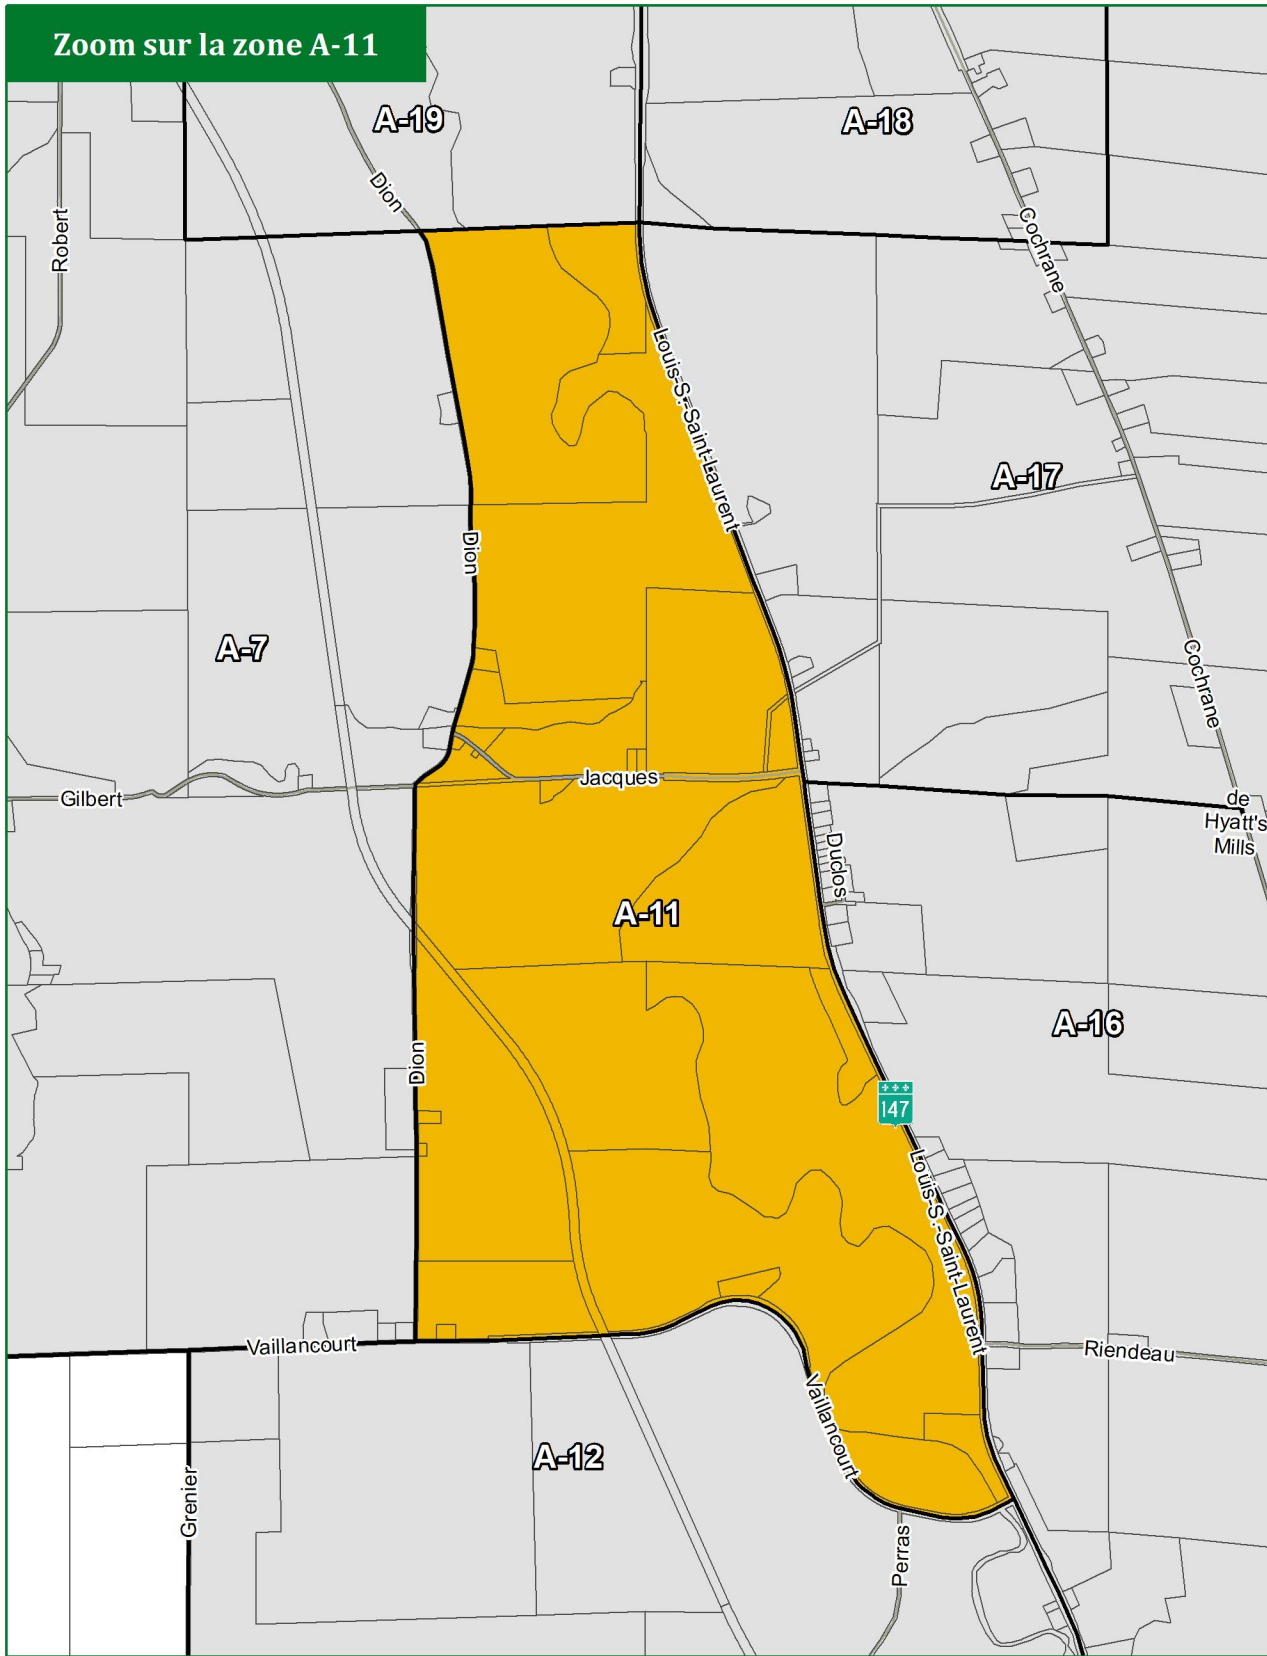 Zoom sur la zone A-11
A-19
A-18
Dion
Robert
Cochrane
Louis-S.-Saint-Laurent
A-17
Dion
A-7
Cochrane
Jacques
Gilbert
de
Hyatt's
Mills
Duclos
A-11
A-16
Dion
147
Louis-S.-Saint-Laurent
Vaillancourt
Riendeau
Vaillancourt
A-12
Grenier
Perras